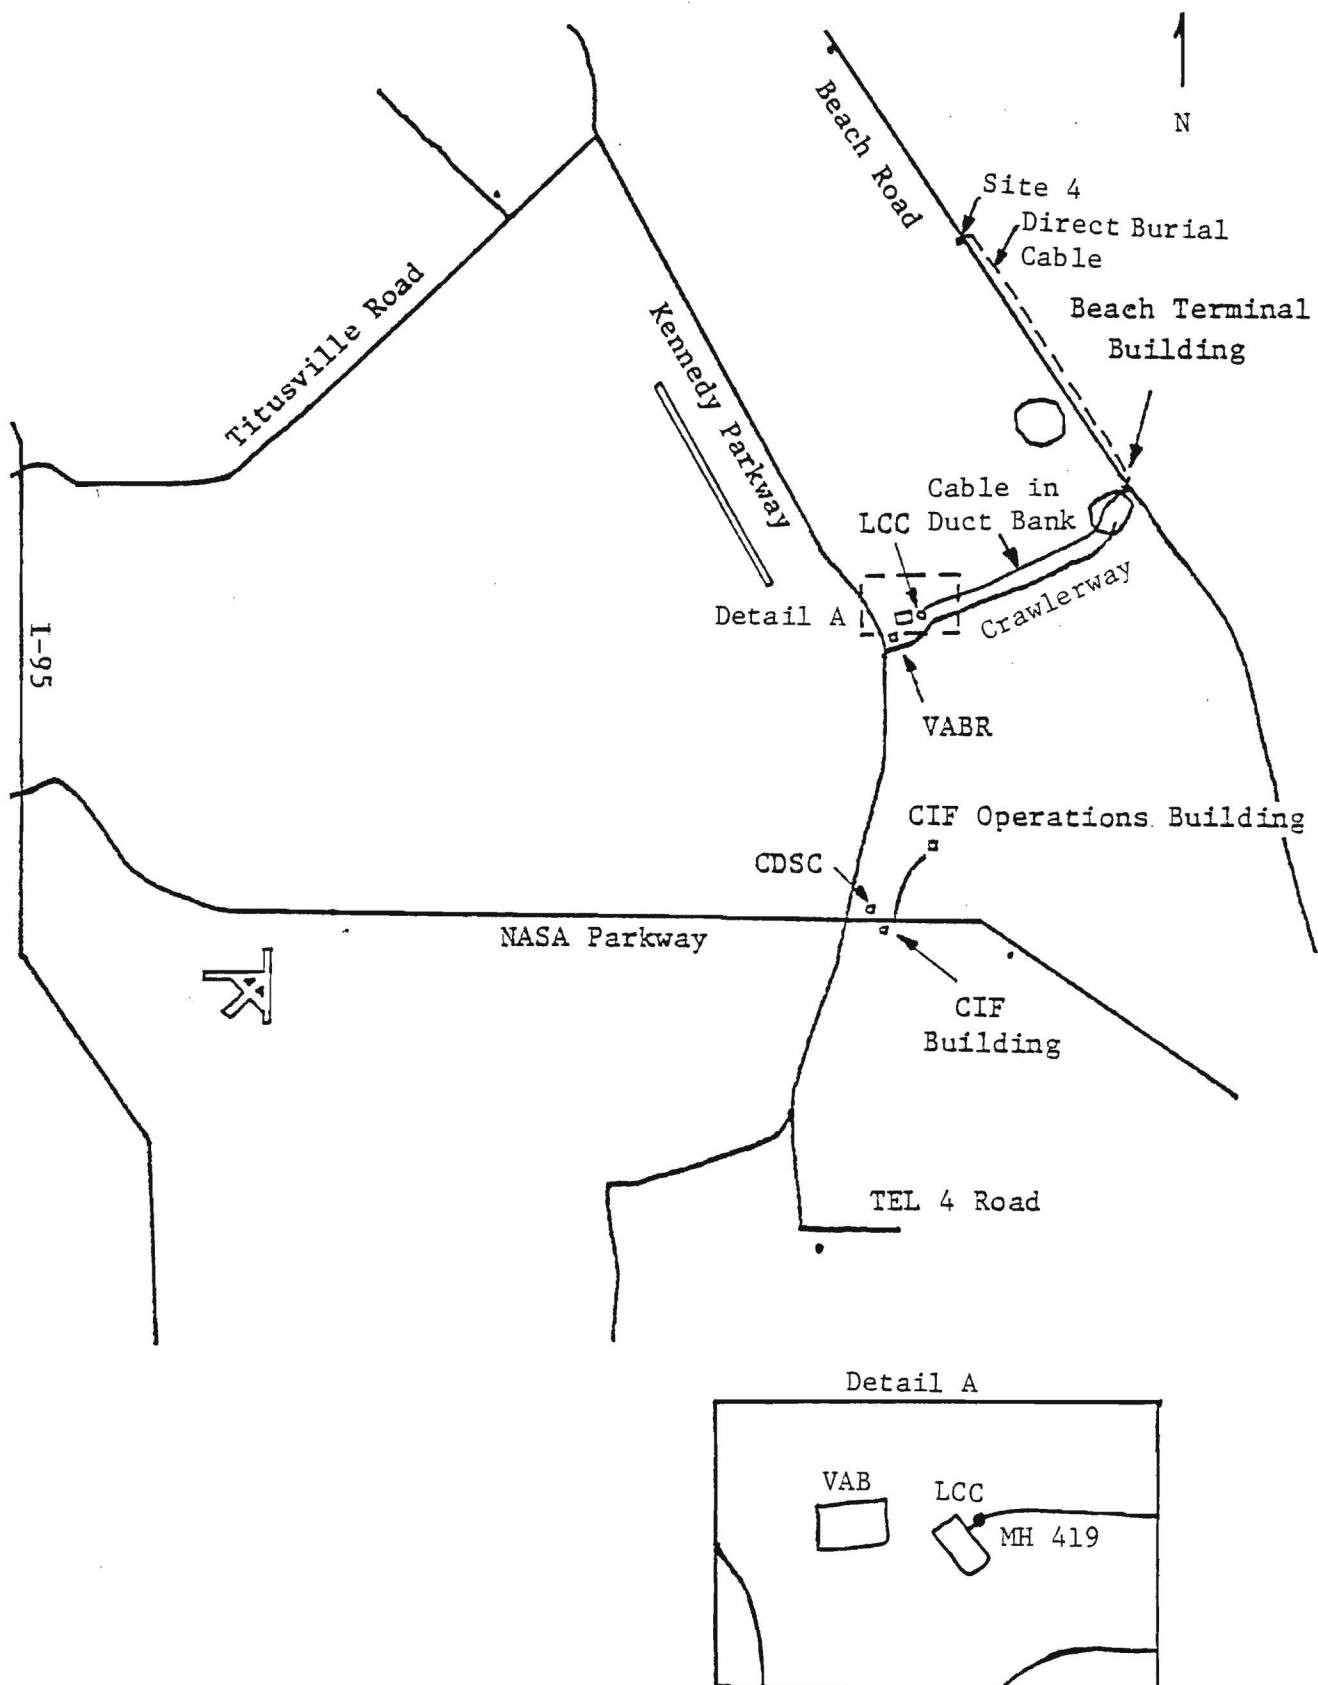 N
Beach Road
Site 4
Direct Burial
Cable
Beach Terminal
Building
Titusville Road
Kennedy Parkway
Cable in
Duct Bank
LCC
Detail A
Crawlerway
I-95
VABR
CIF Operations Building
CDSC
NASA Parkway
CIF
Building
TEL 4 Road
Detail A
VAB
LCC
MH 419